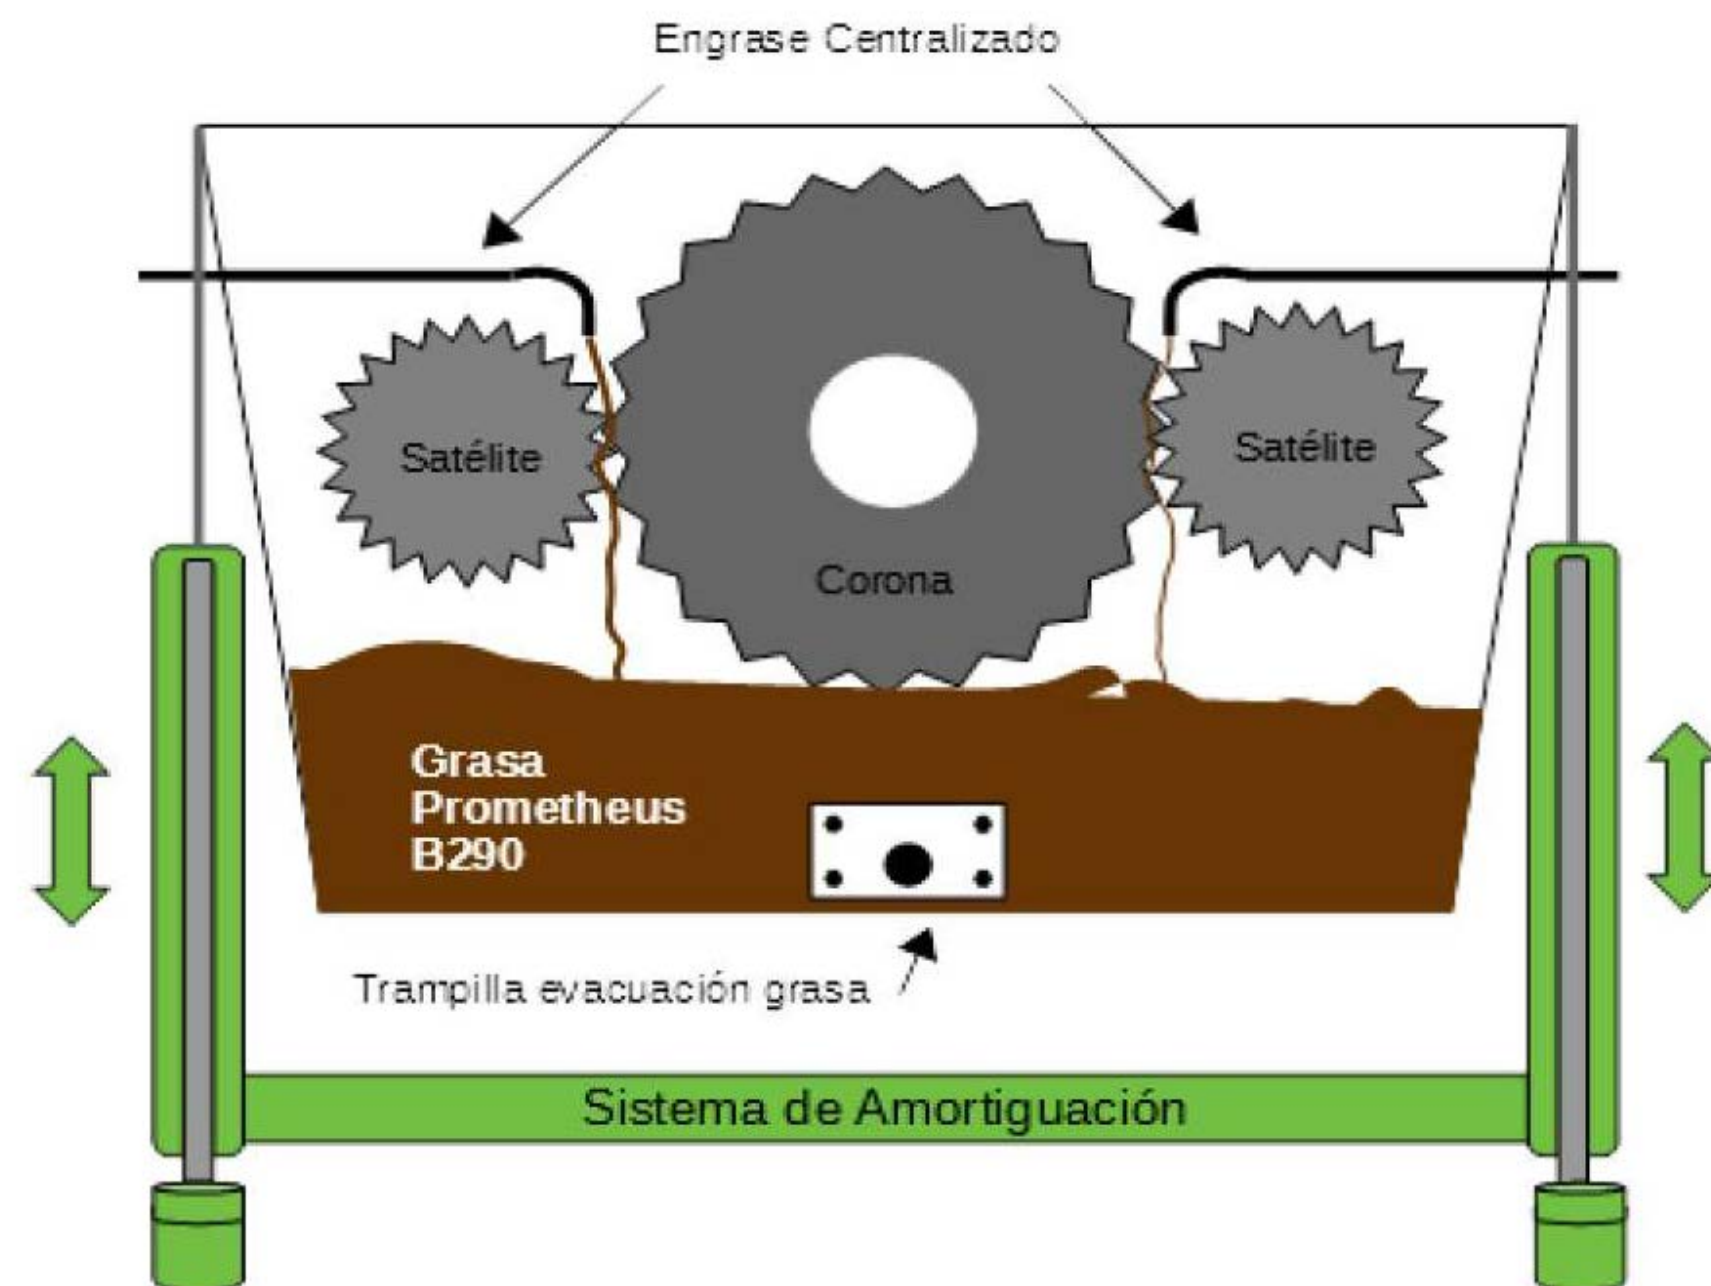 Engrase Centralizado
Satélite
Satélite
Corona
Grasa
Prometheus
B290
Trampilla evacuación grasa
Sistema de Amortiguación